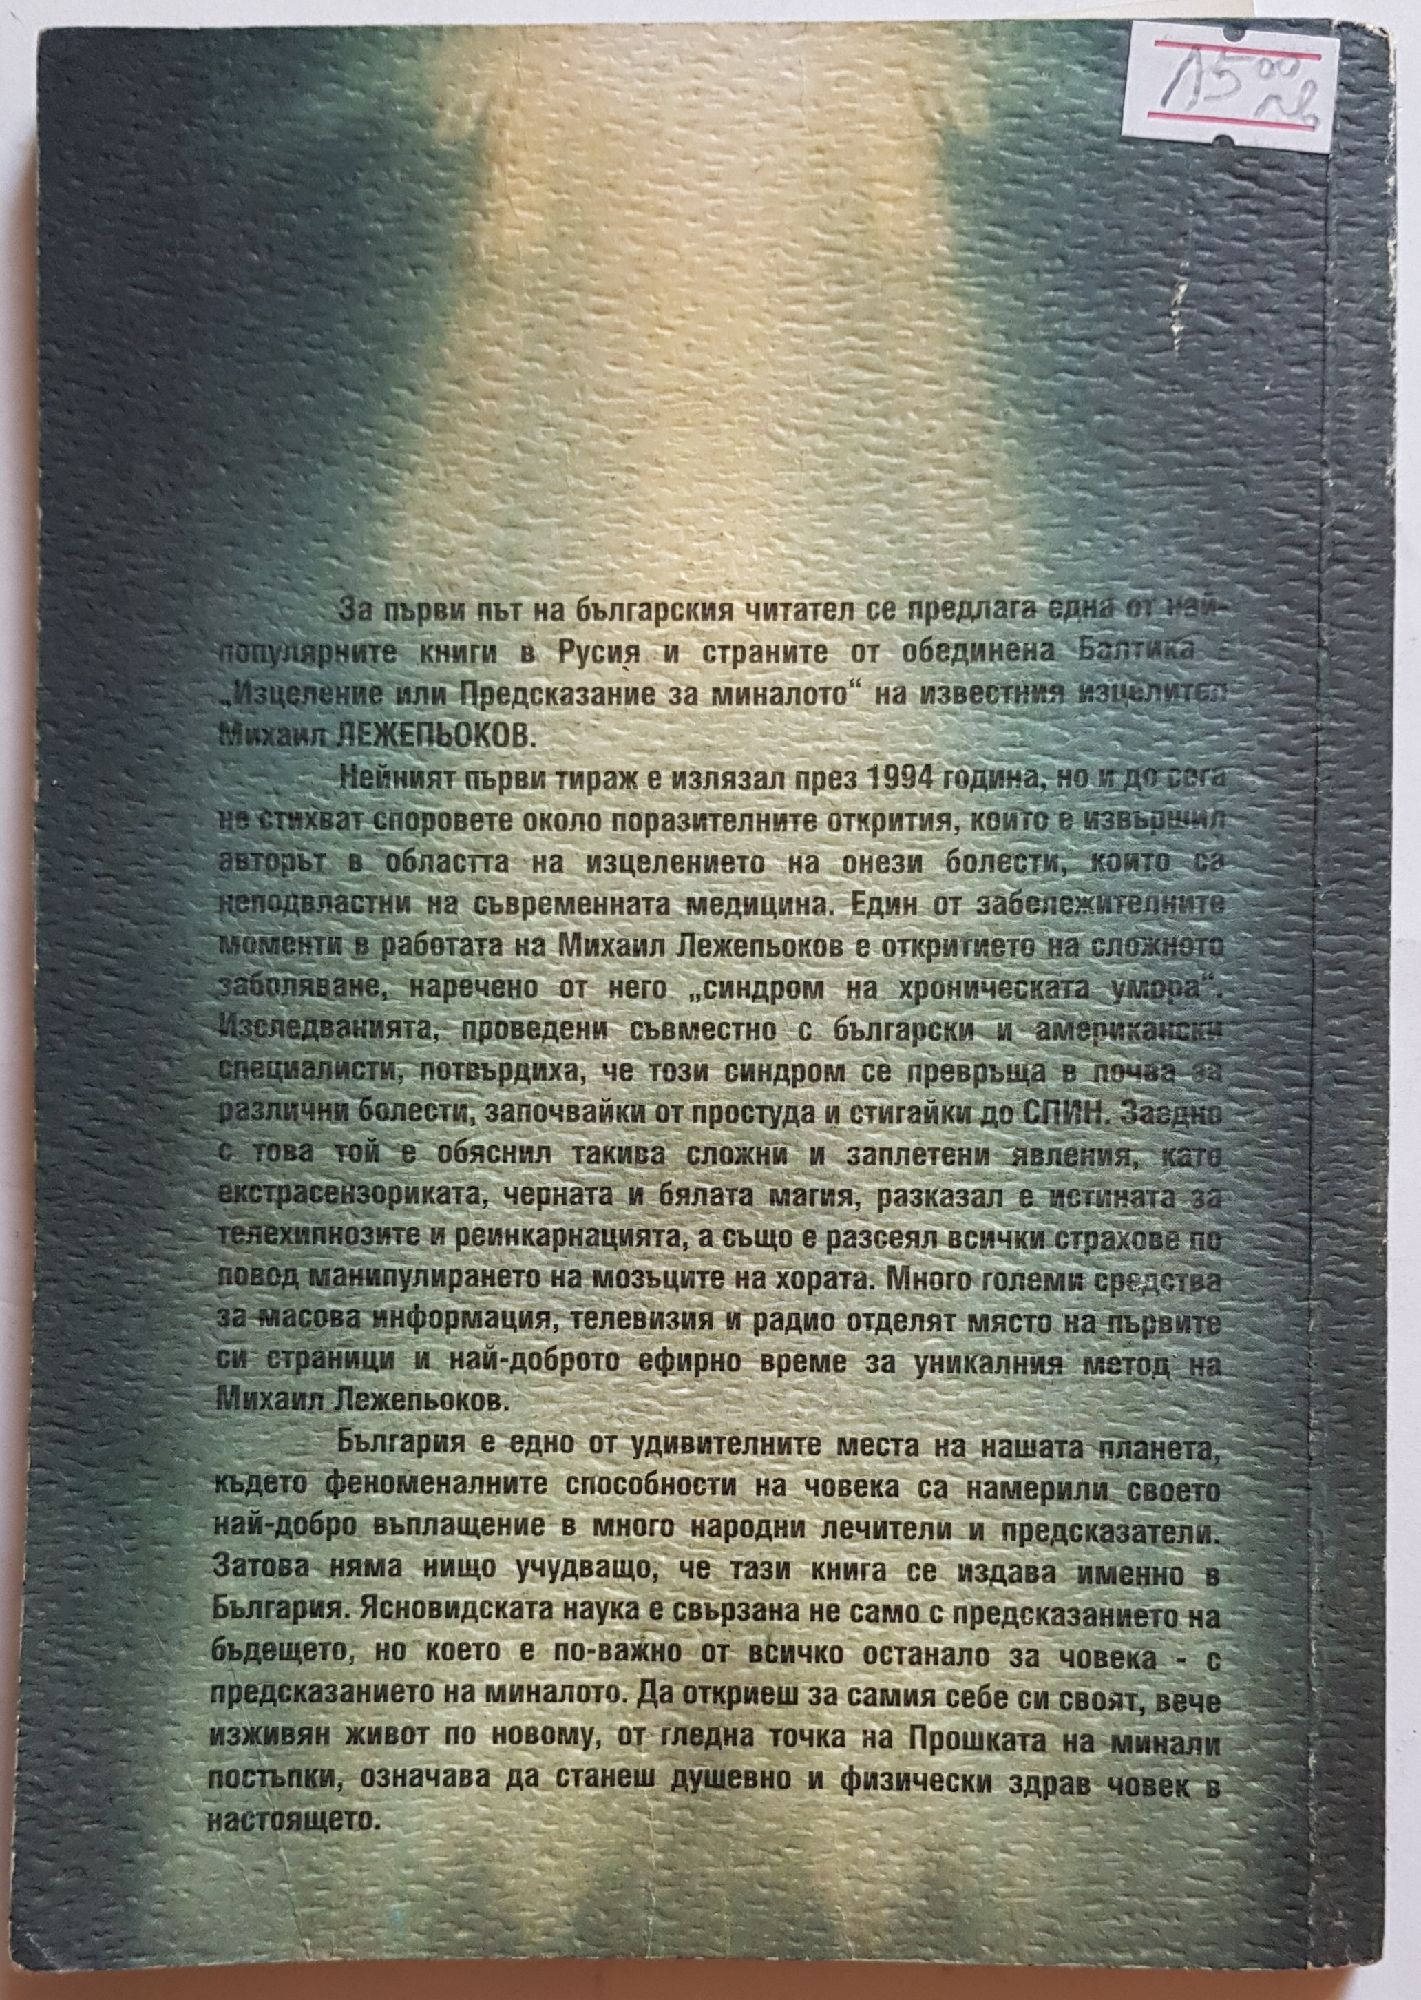 15⁰⁰
лв
За първи път на българския читател се предлага една от най-
популярните книги в Русия и страните от обединена Балтика -
„Изцеление или Предсказание за миналото“ на известния изцелител
Михаил ЛЕЖЕПЬОКОВ.
Нейният първи тираж е излязал през 1994 година, но и до сега
не стихват споровете около поразителните открития, които е извършил
авторът в областта на изцелението на онези болести, които са
неподвластни на съвременната медицина. Един от забележителните
моменти в работата на Михаил Лежепьоков е откритието на сложното
заболяване, наречено от него „синдром на хроническата умора“.
Изследванията, проведени съвместно с български и американски
специалисти, потвърдиха, че този синдром се превръща в почва за
различни болести, започвайки от простуда и стигайки до СПИН. Заедно
с това той е обяснил такива сложни и заплетени явления, като
екстрасензориката, черната и бялата магия, разказал е истината за
телехипнозите и реинкарнацията, а също е разсеял всички страхове по
повод манипулирането на мозъците на хората. Много големи средства
за масова информация, телевизия и радио отделят място на първите
си страници и най-доброто ефирно време за уникалния метод на
Михаил Лежепьоков.
България е едно от удивителните места на нашата планета,
където феноменалните способности на човека са намерили своето
най-добро въплащение в много народни лечители и предсказатели.
Затова няма нищо учудващо, че тази книга се издава именно в
България. Ясновидската наука е свързана не само с предсказанието на
бъдещето, но което е по-важно от всичко останало за човека - с
предсказанието на миналото. Да откриеш за самия себе си своят, вече
изживян живот по новому, от гледна точка на Прошката на минали
постъпки, означава да станеш душевно и физически здрав човек в
настоящето.